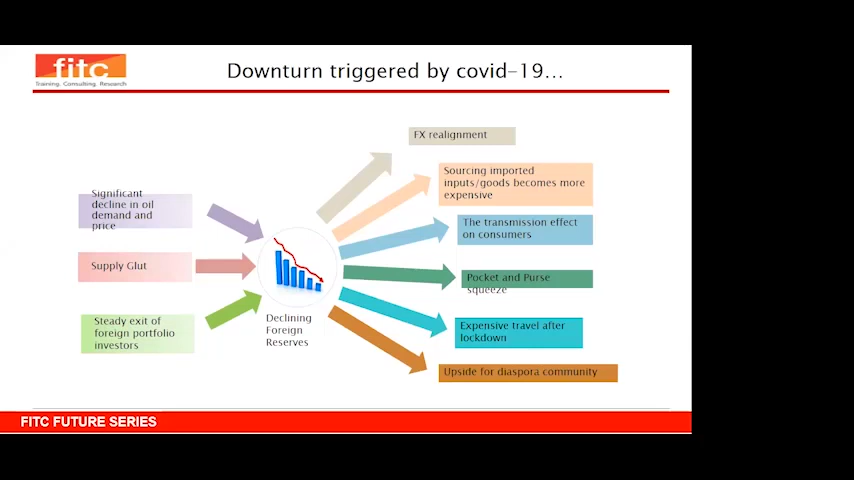 fitc
Training. Consulting. Research
Downturn triggered by covid-19...
Significant
decline in oil
demand and
price
Supply Glut
Steady exit of
foreign portfolio
investors
Declining
Foreign
Reserves
FX realignment
Sourcing imported
inputs/goods becomes more
expensive
The transmission effect
on consumers
Pocket and Purse
squeeze
Expensive travel after
lockdown
Upside for diaspora community
FITC FUTURE SERIES